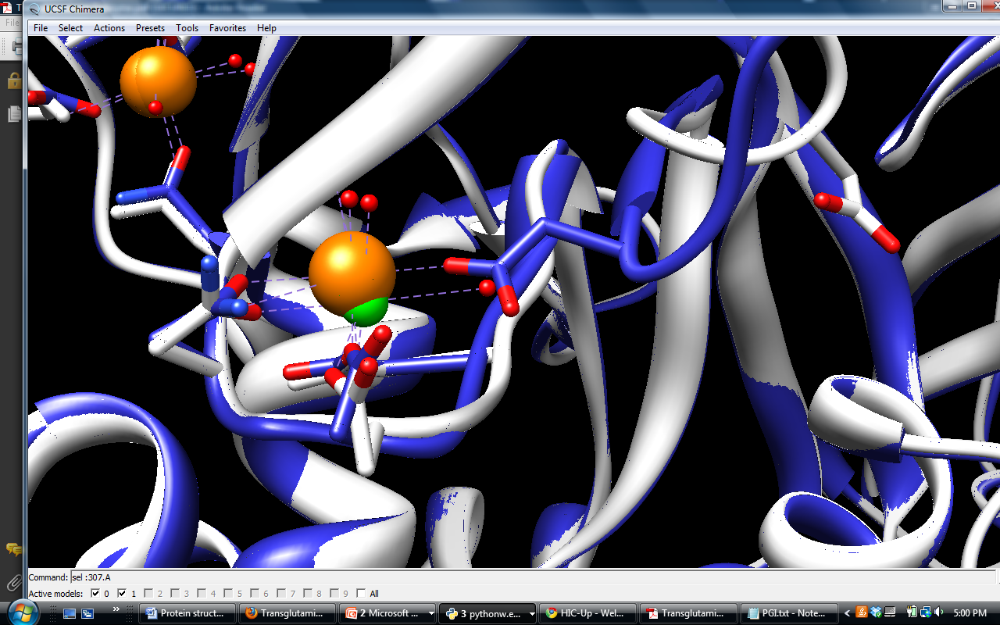 UCSF Chimera
File Select Actions Presets Tools Favorites Help
Command: sel :307.A
Active models: 0 1 2 3 4 5 6 7 8 9 All
» Protein struct... Transglutami... 2 Microsoft ... 3 pythonw.e... HIC-Up - Wel... Transglutami... PGI.txt - Note... < 5:00 PM